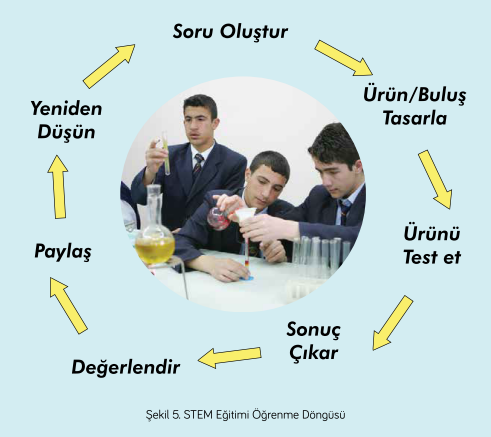 Soru Oluştur
Ürün/Buluş
Tasarla
Ürünü
Test et
Sonuç
Çıkar
Değerlendir
Paylaş
Yeniden
Düşün
Şekil 5. STEM Eğitimi Öğrenme Döngüsü